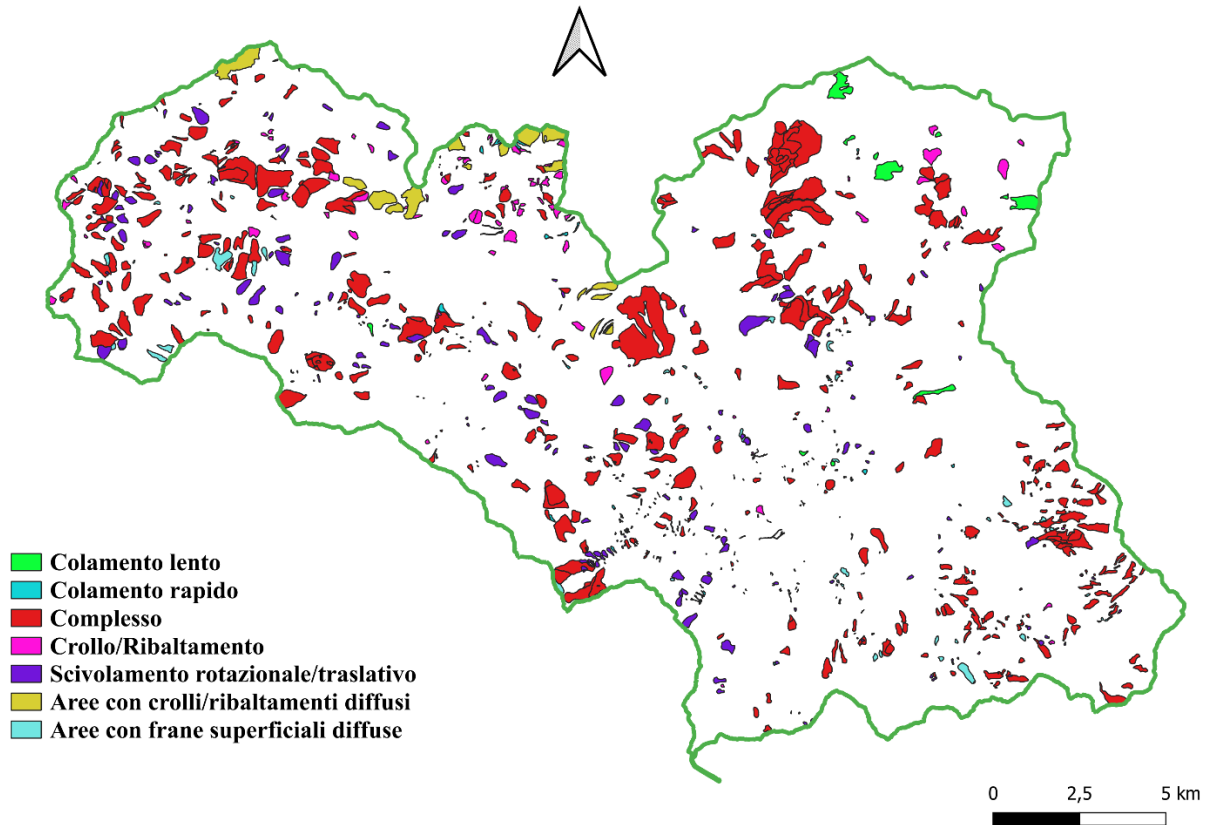 Colamento lento
Colamento rapido
Complesso
Crollo/Ribaltamento
Scivolamento rotazionale/traslativo
Aree con crolli/ribaltamenti diffusi
Aree con frane superficiali diffuse
0 2,5 5 km